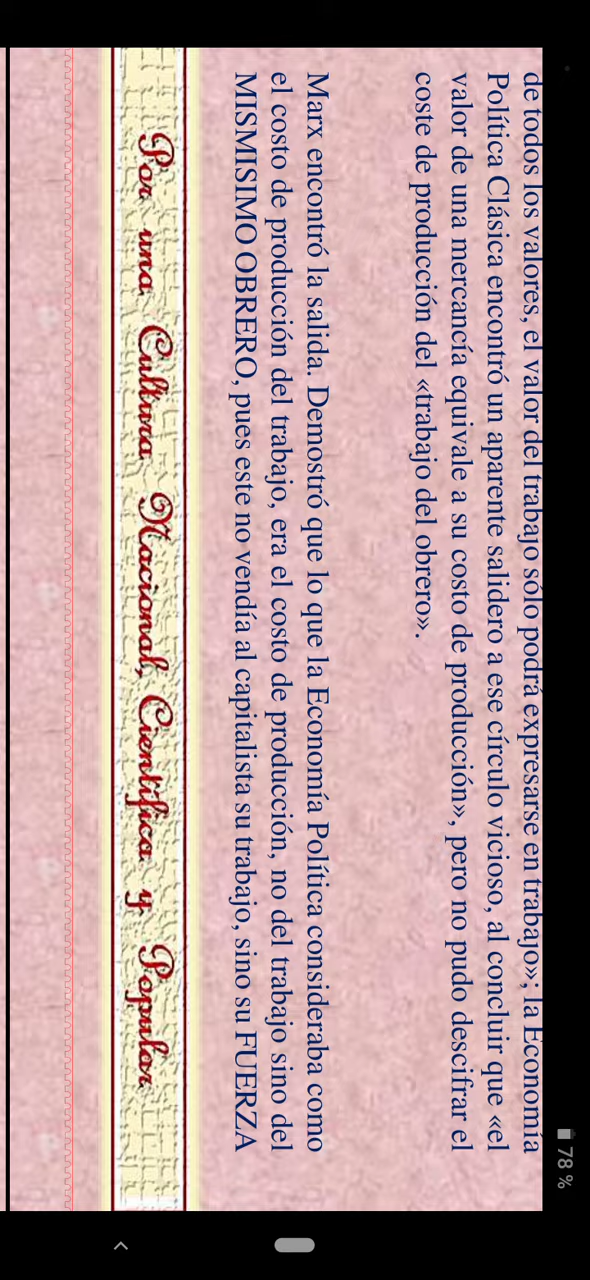 de todos los valores, el valor del trabajo solo podrá expresarse en trabajo»; la Economía
Política Clásica encontró un aparente salidero a ese círculo vicioso, al concluir que «el
valor de una mercancía equivale a su costo de producción», pero no pudo descifrar el
coste de producción del «trabajo del obrero».
Marx encontró la salida. Demostró que lo que la Economía Política consideraba como
el costo de producción del trabajo, era el costo de producción, no del trabajo sino del
MISMISIMO OBRERO, pues este no vendía al capitalista su trabajo, sino su FUERZA
Por una Cultura Nacional, Científica y Popular
78 %